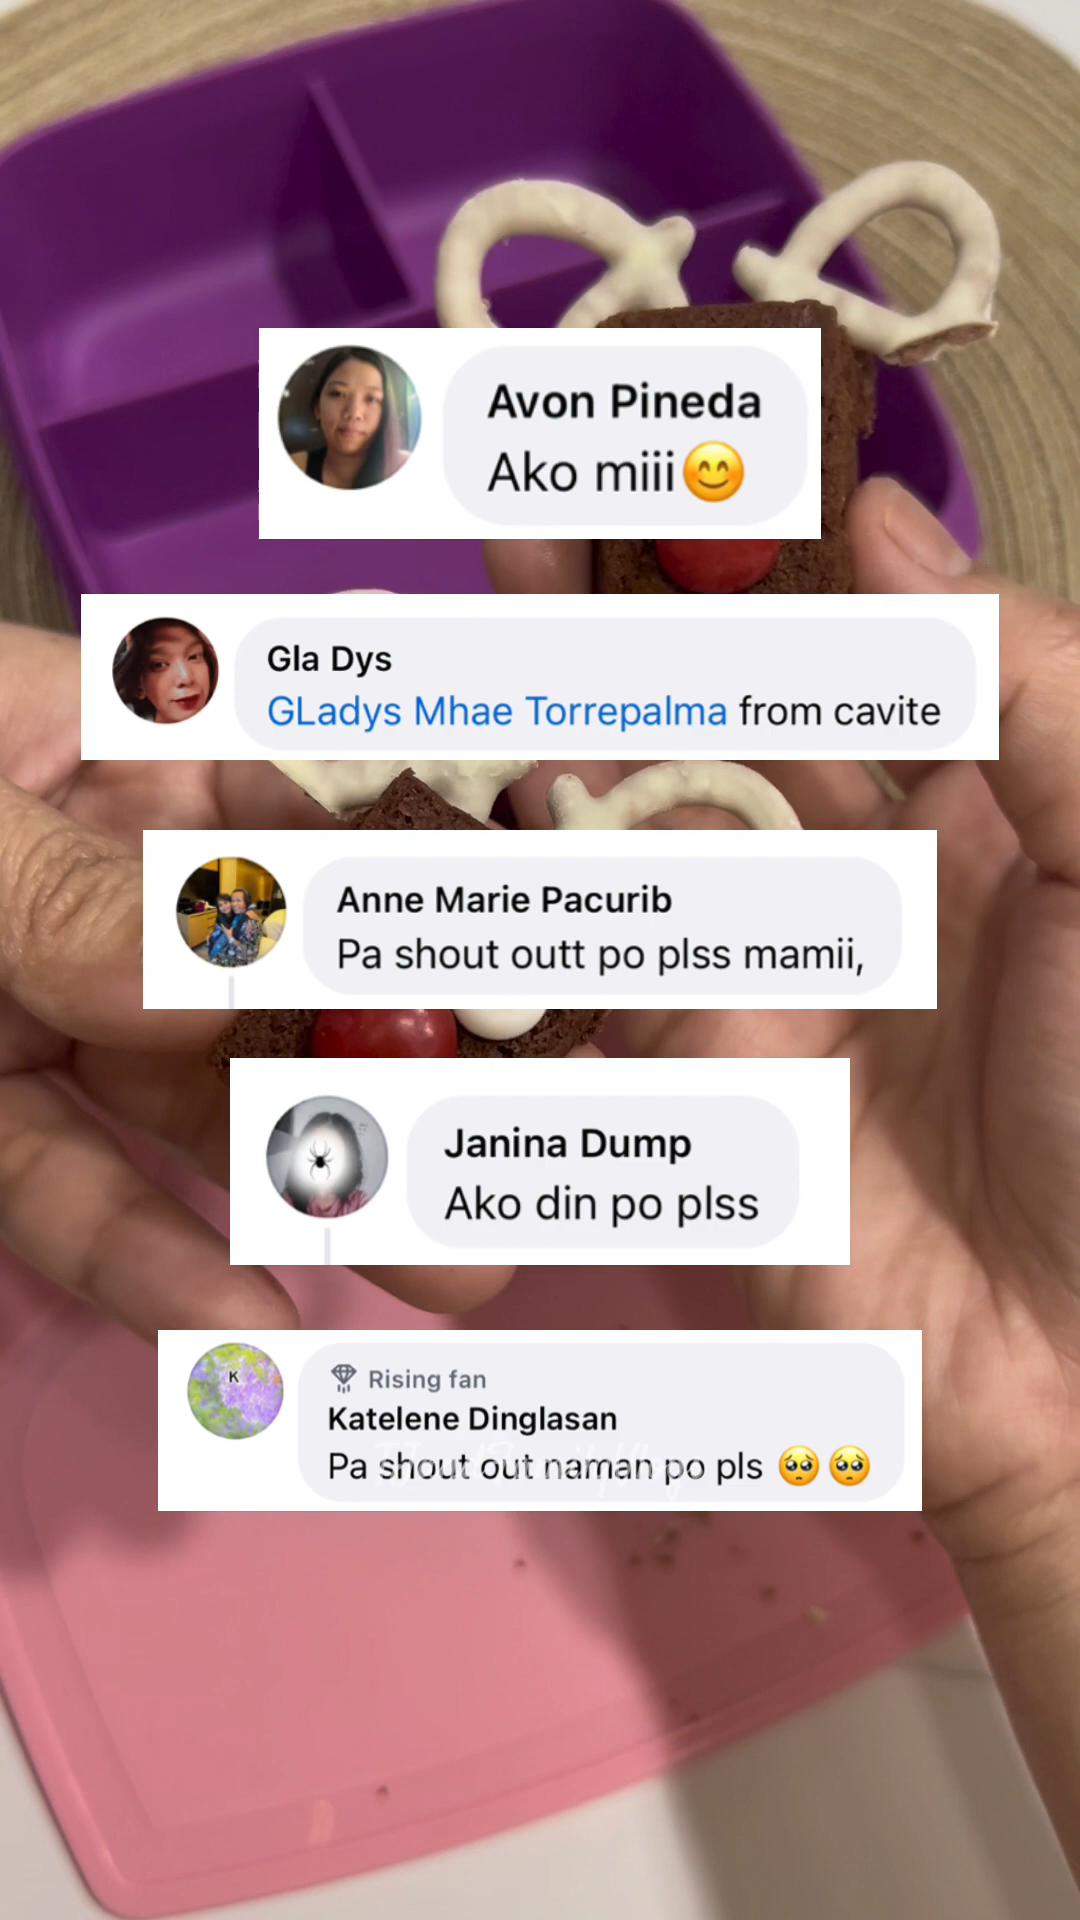 Avon Pineda
Ako miii😊
Gla Dys
GLadys Mhae Torrepalma from cavite
Anne Marie Pacurib
Pa shout outt po plss mamii,
Janina Dump
Ako din po plss
K
Rising fan
Katelene Dinglasan
Pa shout out naman po pls 🥺🥺